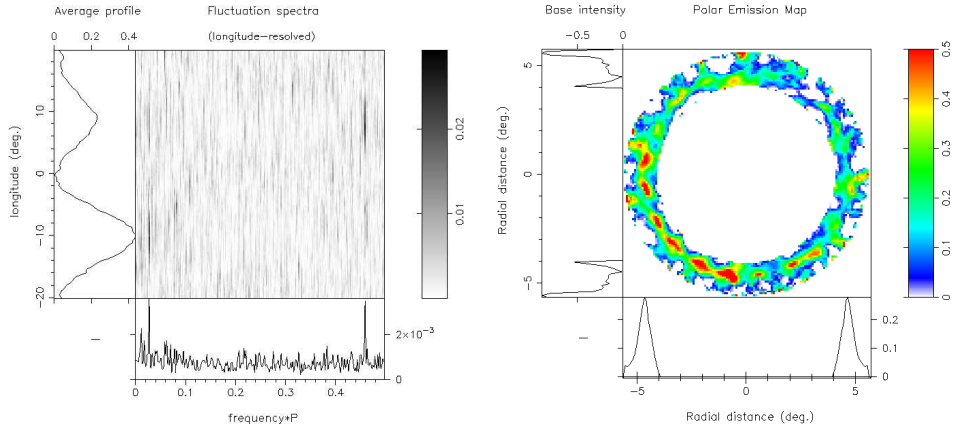 Average profile
Fluctuation spectra
(longitude-resolved)
0 0.2 0.4
longitude (deg.)
10
0
-10
-20
0.02
0.01
2×10⁻³
0
0 0.1 0.2 0.3 0.4
frequency*P
Base intensity
Polar Emission Map
-0.5 0
Radial distance (deg.)
5
0
-5
0.5
0.4
0.3
0.2
0.1
0
0.2
0.1
0
-5 0 5
Radial distance (deg.)